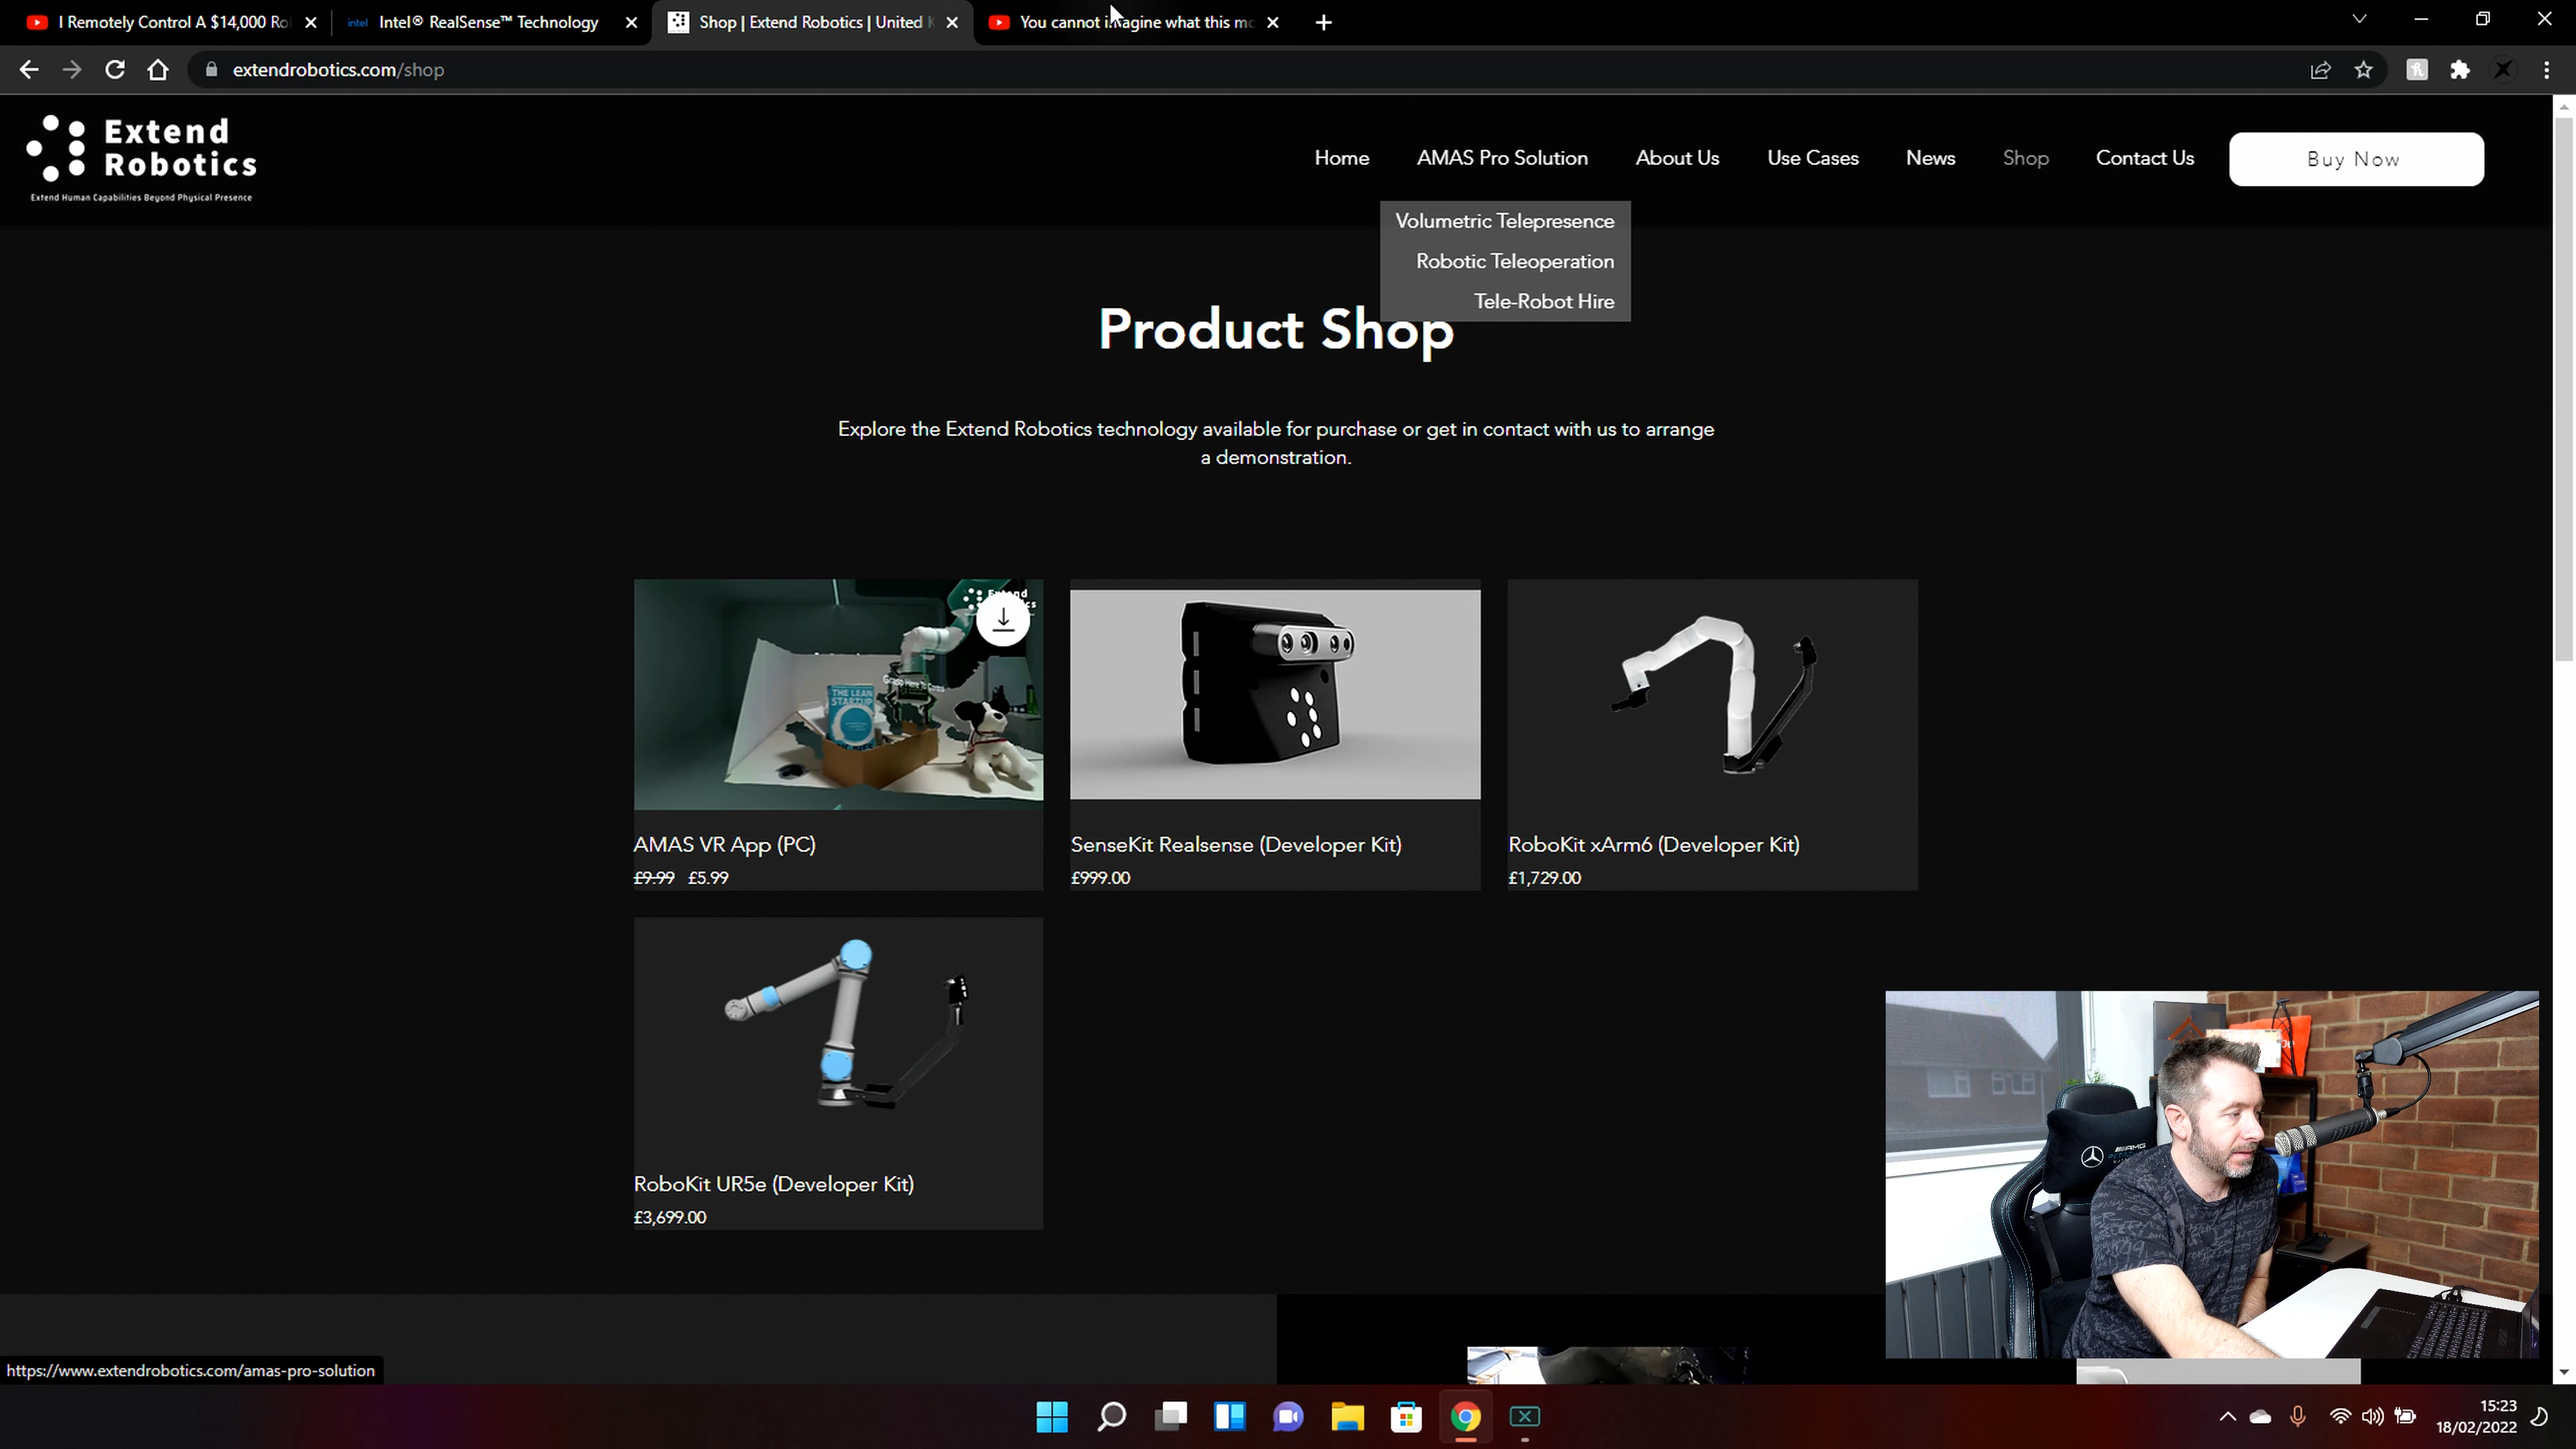 I Remotely Control A $14,000 Ro
Intel® RealSense™ Technology
Shop | Extend Robotics | United K
You cannot imagine what this mo
extendrobotics.com/shop
Extend Robotics
Extend Human Capabilities Beyond Physical Presence
Home
AMAS Pro Solution
About Us
Use Cases
News
Shop
Contact Us
Buy Now
Volumetric Telepresence
Robotic Teleoperation
Tele-Robot Hire
Product Shop
Explore the Extend Robotics technology available for purchase or get in contact with us to arrange
a demonstration.
THE LEAN
STARTUP
AMAS VR App (PC)
£9.99 £5.99
SenseKit Realsense (Developer Kit)
£999.00
RoboKit xArm6 (Developer Kit)
£1,729.00
RoboKit UR5e (Developer Kit)
£3,699.00
AMG
https://www.extendrobotics.com/amas-pro-solution
15:23
18/02/2022